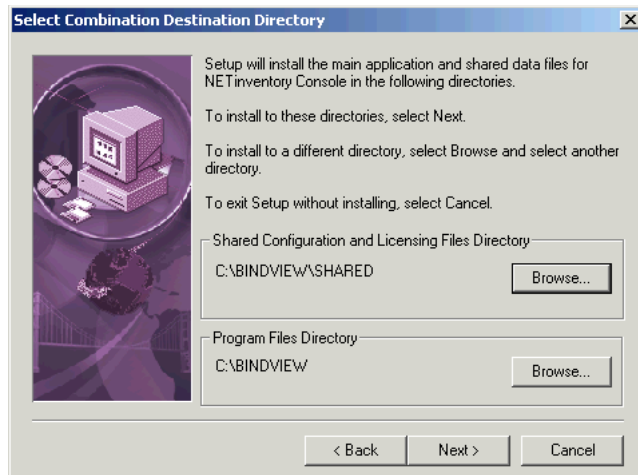 Select Combination Destination Directory
Setup will install the main application and shared data files for
NETinventory Console in the following directories.
To install to these directories, select Next.
To install to a different directory, select Browse and select another
directory.
To exit Setup without installing, select Cancel.
Shared Configuration and Licensing Files Directory
C:\BINDVIEW\SHARED
Browse...
Program Files Directory
C:\BINDVIEW
Browse...
< Back
Next >
Cancel